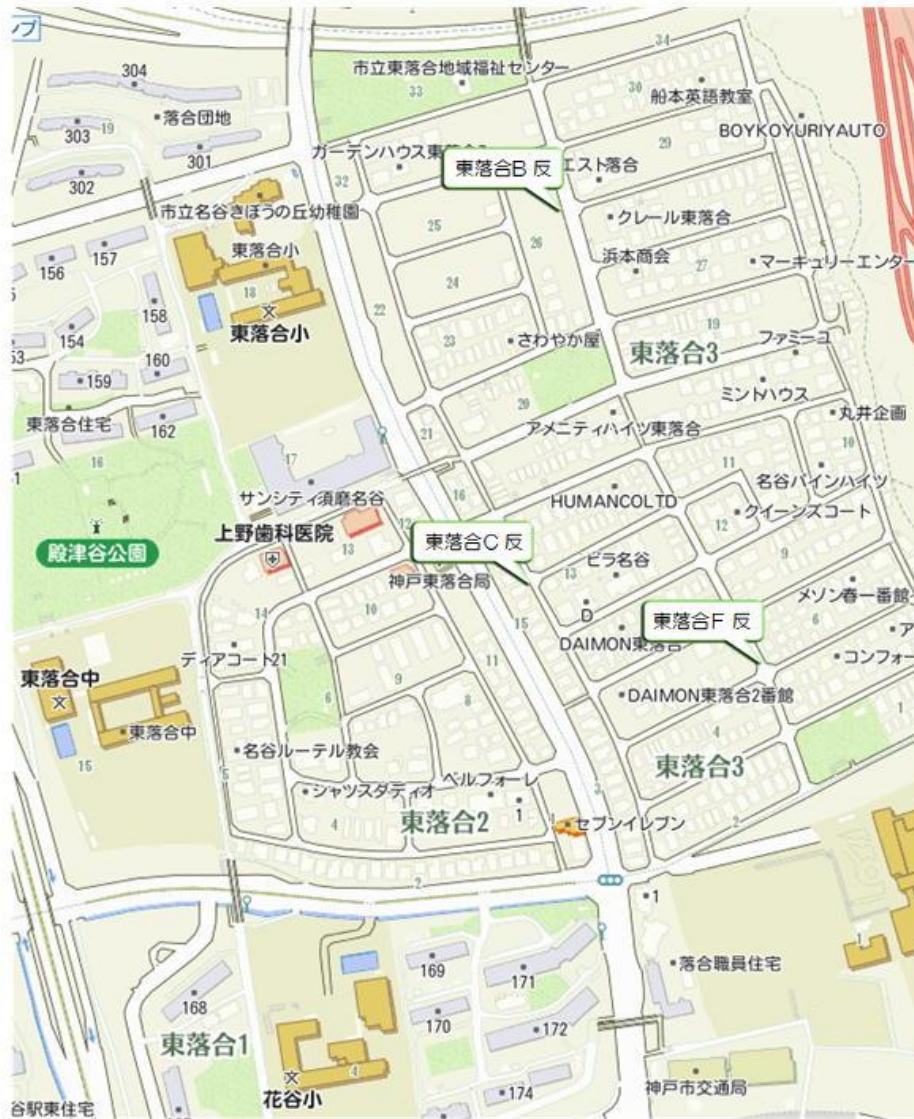 ップ
304
市立東落合地域福祉センター
33
34
30
船本英語教室
303
19
落合団地
BOYKOYURIYAUTO
301
302
ガーデンハウス東
29
東落合B 反
エスト落合
32
市立名谷きぼうの丘幼稚園
クレール東落合
25
26
157
東落合小
浜本商会
156
27
マーキュリーエンター
24
18
22
158
東落合小
154
19
23
さわやか屋
東落合3
ファミーユ
53
160
159
ミントハウス
東落合住宅
20
162
21
アメニティハイツ東落合
丸井企画
10
16
17
11
サンシティ須磨名谷
16
名谷パインハイツ
HUMANCOLTD
上野歯科医院
12
12
クイーンズコート
殿津谷公園
13
東落合C 反
9
神戸東落合局
13
ビラ名谷
10
メゾン春一番館
14
15
D
東落合F 反
6
DAIMON東落合
ディアコート21
11
コンフォー
東落合中
9
6
8
DAIMON東落合2番館
東落合中
名谷ルーテル教会
4
1
15
東落合3
5
シャツスタディオ
ベルフォーレ
3
4
東落合2
1
1
セブンイレブン
2
2
1
169
171
落合職員住宅
1
168
170
172
東落合1
174
神戸市交通局
花谷小
4
谷駅東住宅